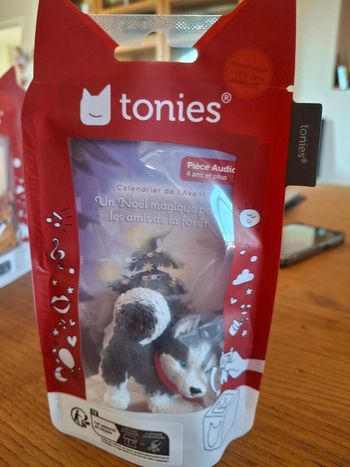 tonies®
tonies®
Pièce Audio
4 ans et plus
Calendrier de l'Avent
Un Noël magique po
les amis de la forêt